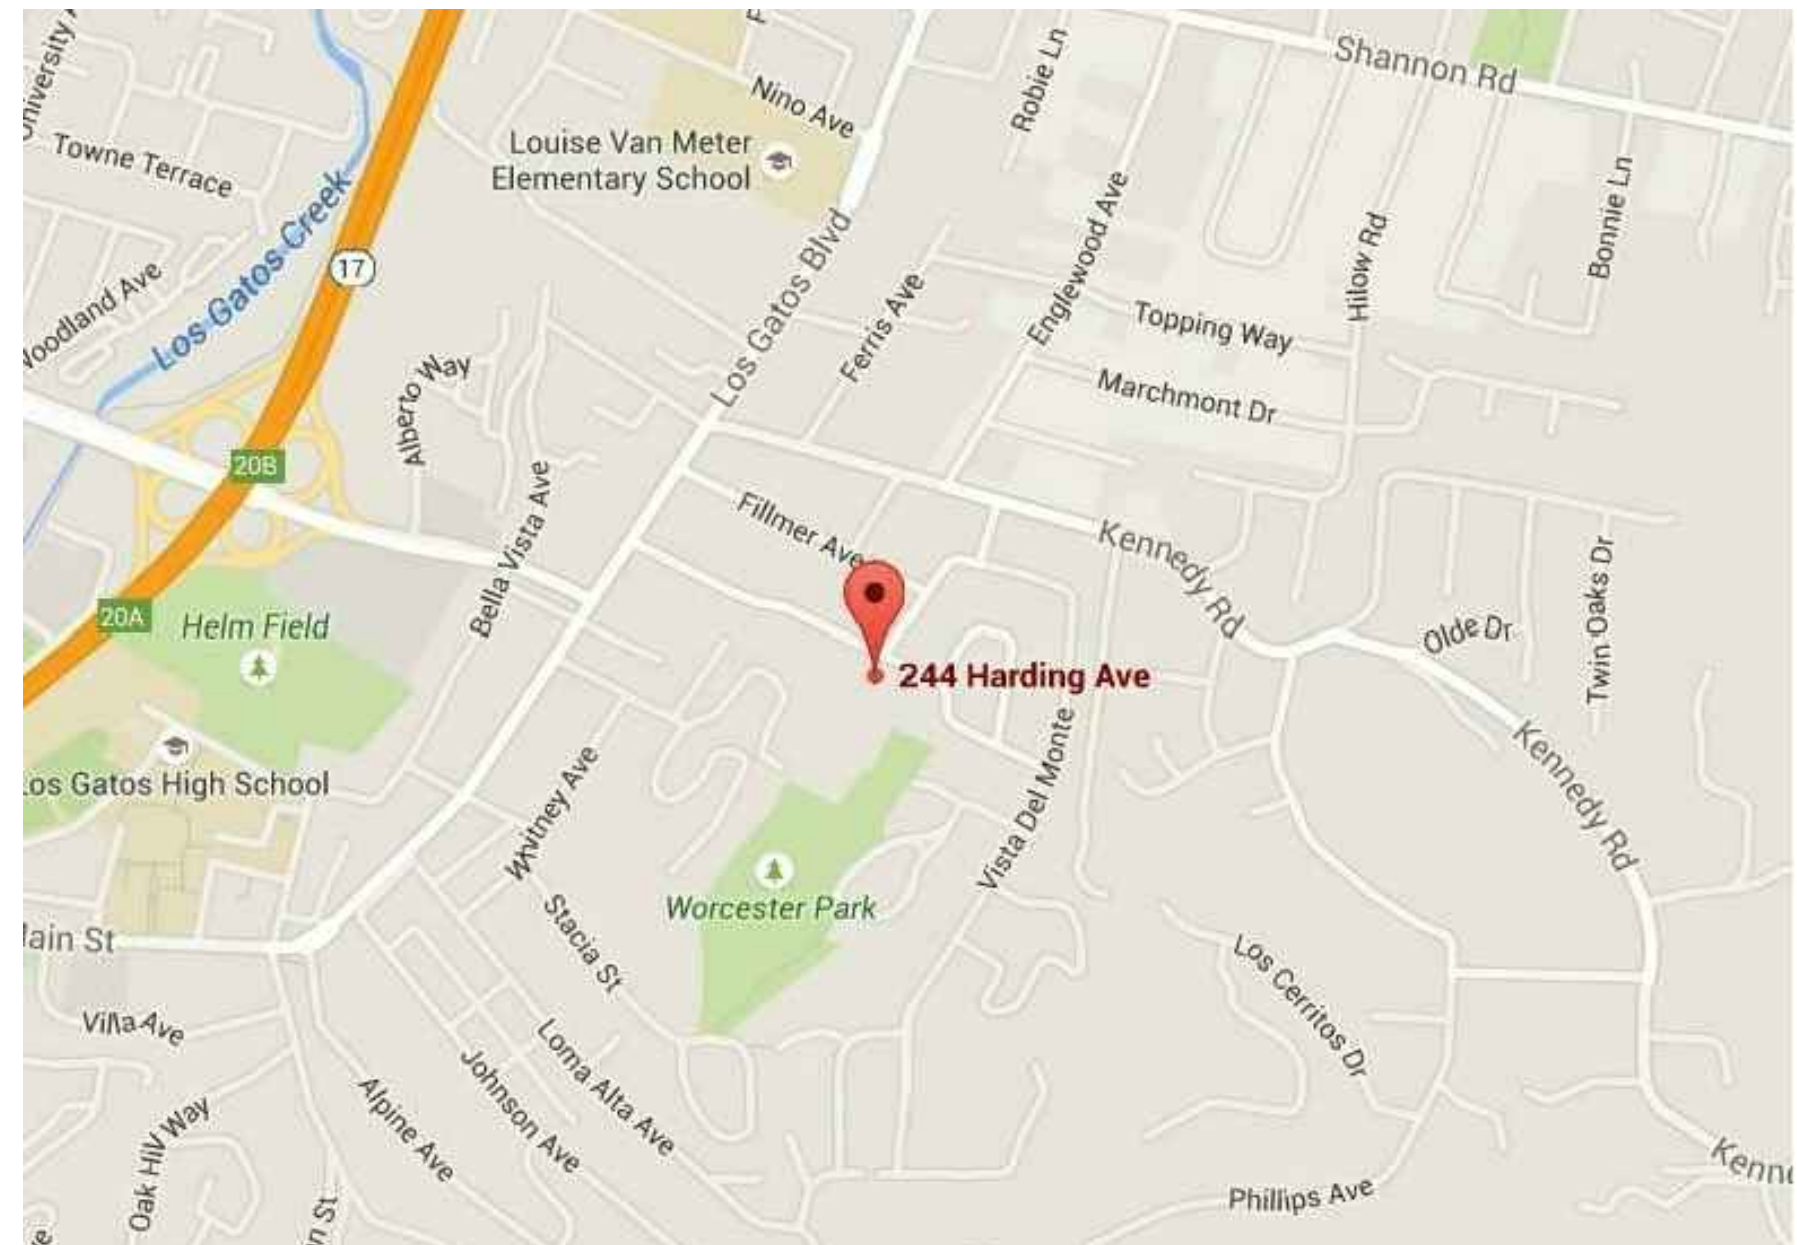 University
Shannon Rd
Robie Ln
Nino Ave
Louise Van Meter
Elementary School
Towne Terrace
Los Gatos Creek
17
Woodland Ave
Los Gatos Blvd
Ferris Ave
Englewood Ave
Hilow Rd
Bonnie Ln
Topping Way
Marchmont Dr
Alberto Way
20B
Bella Vista Ave
Fillmer Ave
Kennedy Rd
20A
Helm Field
Olde Dr
Twin Oaks Dr
244 Harding Ave
Vista Del Monte
Kennedy Rd
Los Gatos High School
Whitney Ave
Worcester Park
Stacia St
Main St
Los Cerritos Dr
Villa Ave
Loma Alta Ave
Johnson Ave
Alpine Ave
Oak Hill Way
Phillips Ave